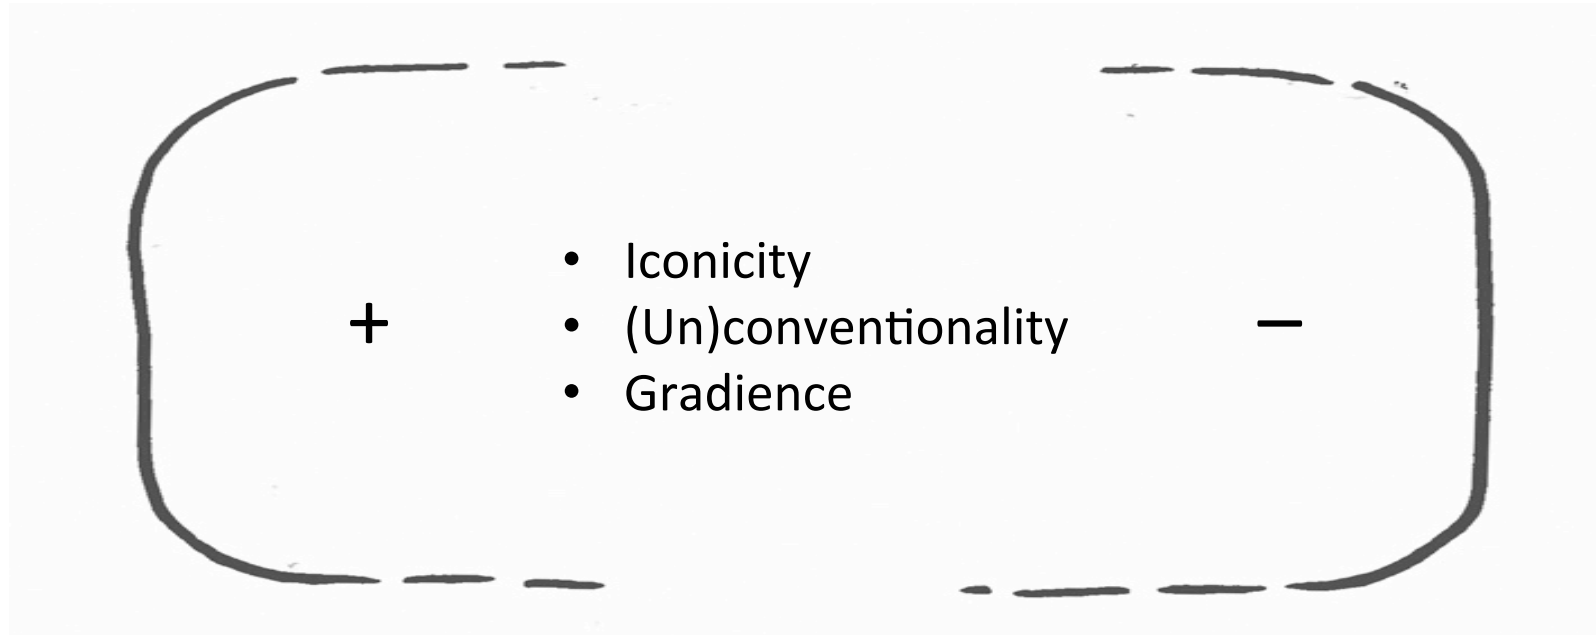 • Iconicity
+ • (Un)conventionality −
• Gradience